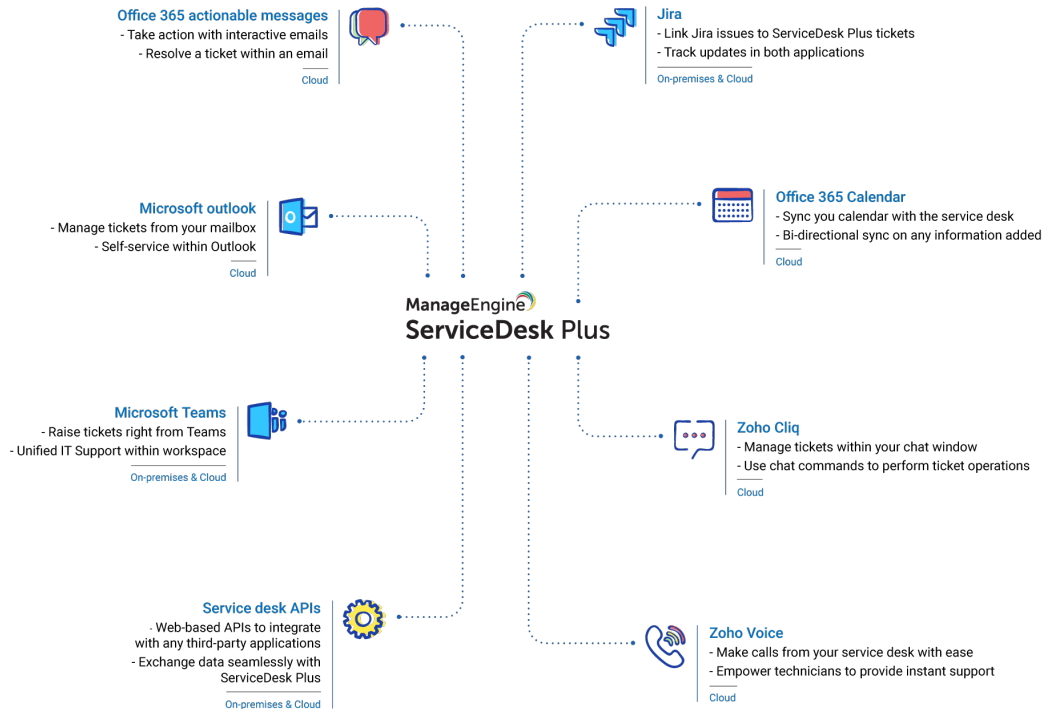 Office 365 actionable messages
- Take action with interactive emails
- Resolve a ticket within an email
Cloud
Jira
- Link Jira issues to ServiceDesk Plus tickets
- Track updates in both applications
On-premises & Cloud
Microsoft outlook
- Manage tickets from your mailbox
- Self-service within Outlook
Cloud
Office 365 Calendar
- Sync you calendar with the service desk
- Bi-directional sync on any information added
Cloud
ManageEngine
ServiceDesk Plus
Microsoft Teams
- Raise tickets right from Teams
- Unified IT Support within workspace
On-premises & Cloud
Zoho Cliq
- Manage tickets within your chat window
- Use chat commands to perform ticket operations
Cloud
Service desk APIs
- Web-based APIs to integrate
with any third-party applications
- Exchange data seamlessly with
ServiceDesk Plus
On-premises & Cloud
Zoho Voice
- Make calls from your service desk with ease
- Empower technicians to provide instant support
Cloud